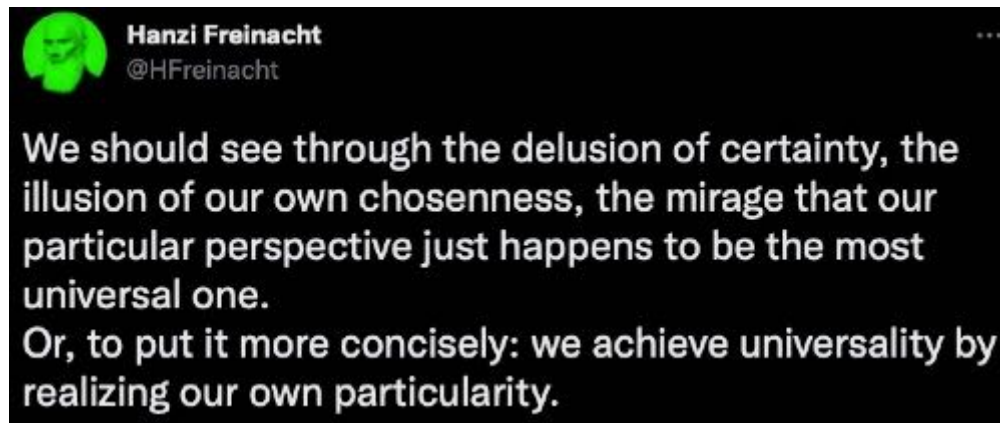 Hanzi Freinacht
@HFreinacht
We should see through the delusion of certainty, the
illusion of our own chosenness, the mirage that our
particular perspective just happens to be the most
universal one.
Or, to put it more concisely: we achieve universality by
realizing our own particularity.